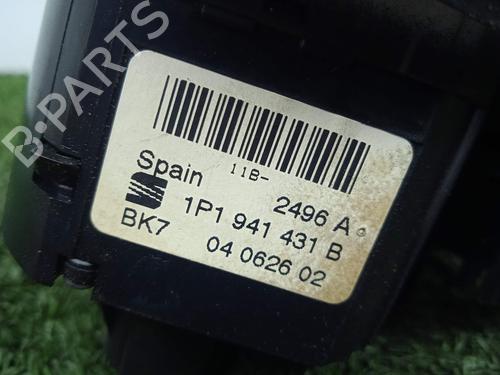 B-PARTS
Spain 11B- 2496 A
1P1 941 431 B
BK7 04 0626 02